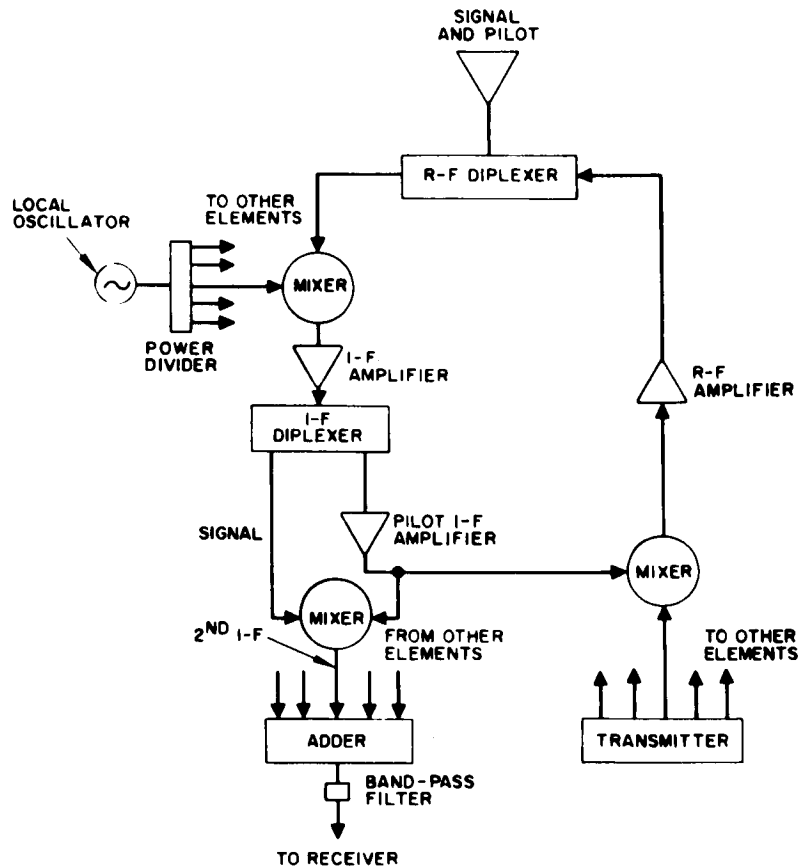 SIGNAL
AND PILOT
R-F DIPLEXER
TO OTHER
ELEMENTS
LOCAL
OSCILLATOR
MIXER
POWER
DIVIDER
I-F
AMPLIFIER
R-F
AMPLIFIER
I-F
DIPLEXER
SIGNAL
PILOT I-F
AMPLIFIER
MIXER
MIXER
2ND I-F
FROM OTHER
ELEMENTS
TO OTHER
ELEMENTS
ADDER
TRANSMITTER
BAND-PASS
FILTER
TO RECEIVER